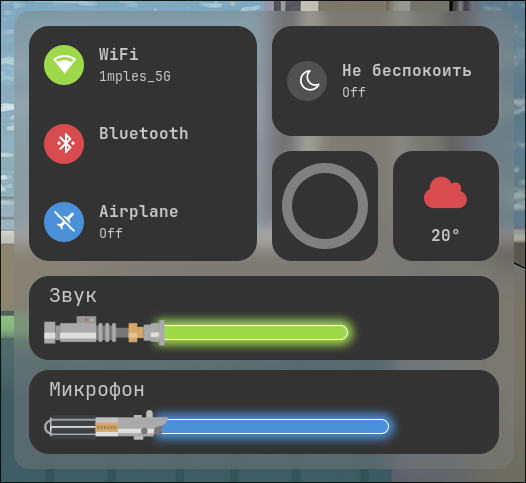 WiFi
1mples_5G
Bluetooth
Airplane
Off
Не беспокоить
Off
20°
Звук
Микрофон